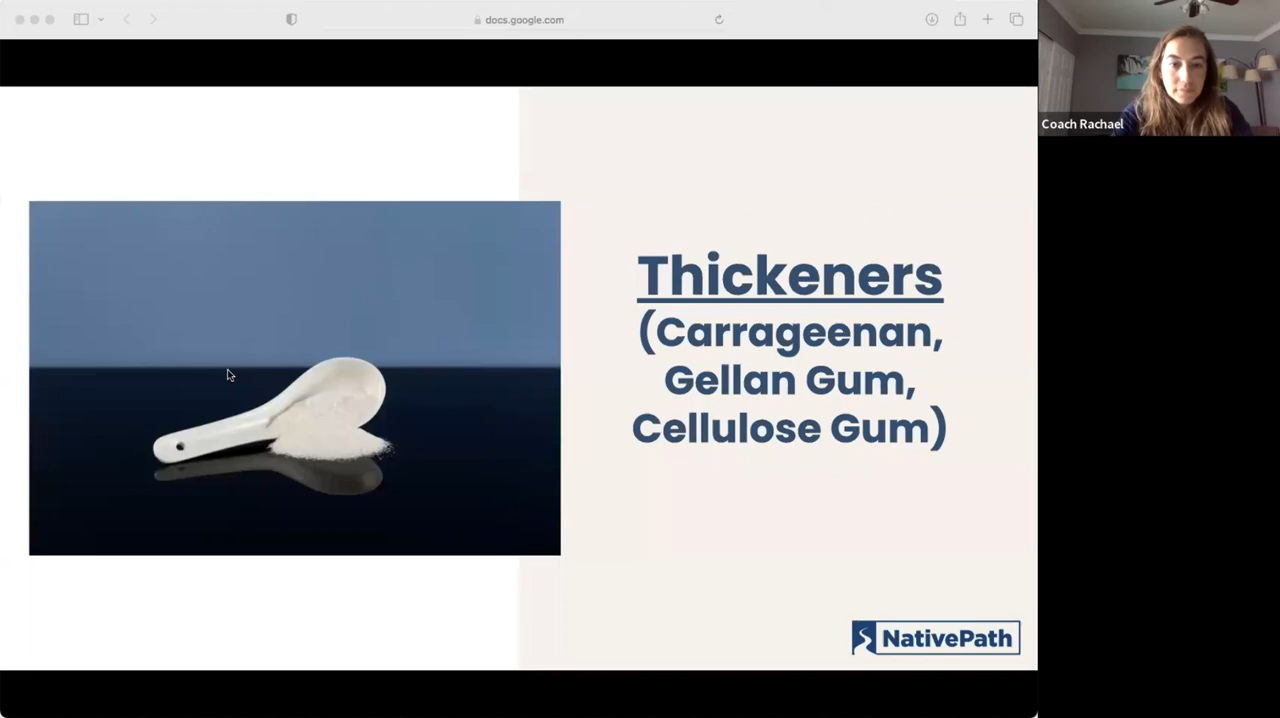 docs.google.com
Coach Rachael
Thickeners
(Carrageenan,
Gellan Gum,
Cellulose Gum)
NativePath